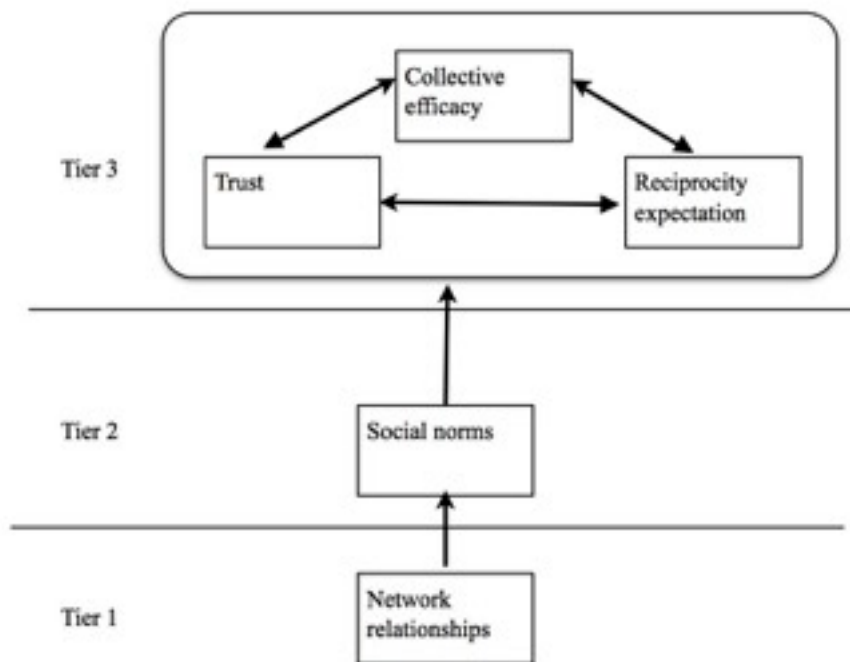 Collective
efficacy
Tier 3
Trust
Reciprocity
expectation
Tier 2
Social norms
Tier 1
Network
relationships